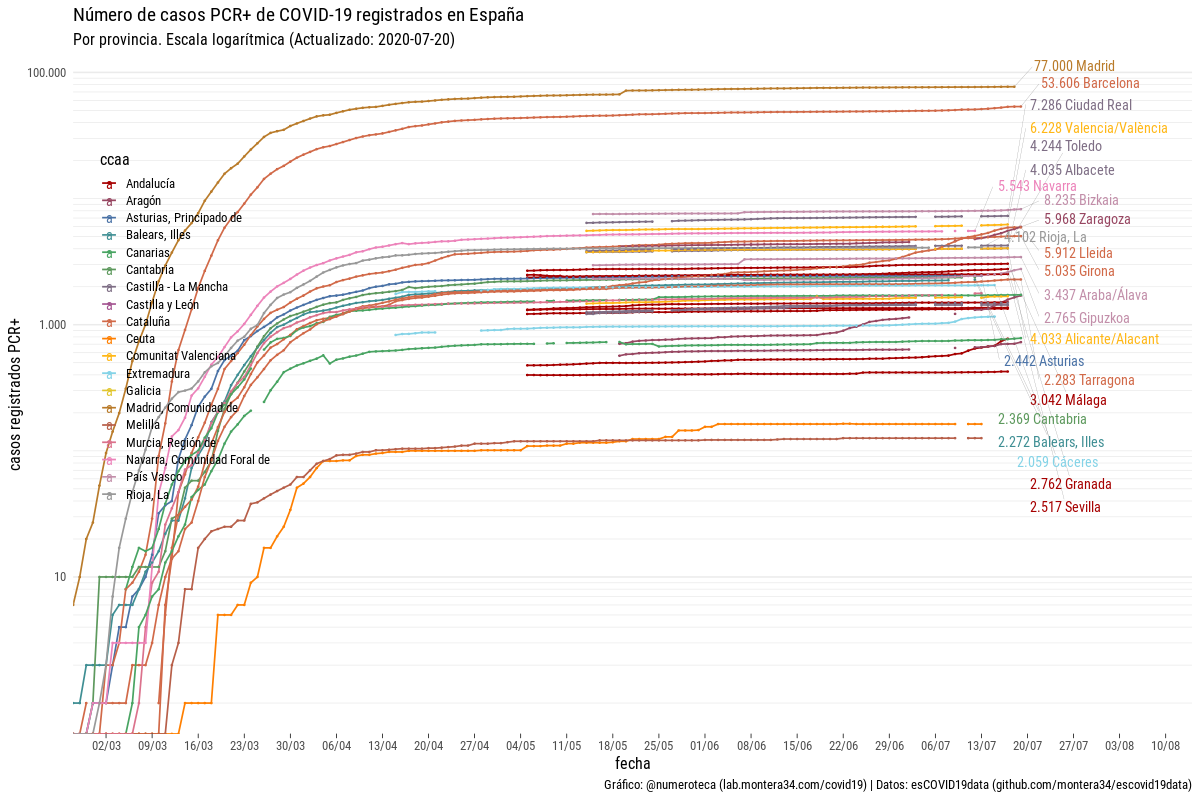 Número de casos PCR+ de COVID-19 registrados en España
Por provincia. Escala logarítmica (Actualizado: 2020-07-20)
casos registrados PCR+
100.000
1.000
10
ccaa
Andalucía
Aragón
Asturias, Principado de
Balears, Illes
Canarias
Cantabria
Castilla - La Mancha
Castilla y León
Cataluña
Ceuta
Comunitat Valenciana
Extremadura
Galicia
Madrid, Comunidad de
Melilla
Murcia, Región de
Navarra, Comunidad Foral de
País Vasco
Rioja, La
77.000 Madrid
53.606 Barcelona
7.286 Ciudad Real
6.228 Valencia/València
4.244 Toledo
4.035 Albacete
5.543 Navarra
8.235 Bizkaia
5.968 Zaragoza
Rioja, La
5.912 Lleida
5.035 Girona
3.437 Araba/Álava
2.765 Gipuzkoa
4.033 Alicante/Alacant
2.442 Asturias
2.283 Tarragona
3.042 Málaga
2.369 Cantabria
2.272 Balears, Illes
2.059 Cáceres
2.762 Granada
2.517 Sevilla
02/03 09/03 16/03 23/03 30/03 06/04 13/04 20/04 27/04 04/05 11/05 18/05 25/05 01/06 08/06 15/06 22/06 29/06 06/07 13/07 20/07 27/07 03/08 10/08
fecha
Gráfico: @numeroteca (lab.montera34.com/covid19) | Datos: esCOVID19data (github.com/montera34/escovid19data)